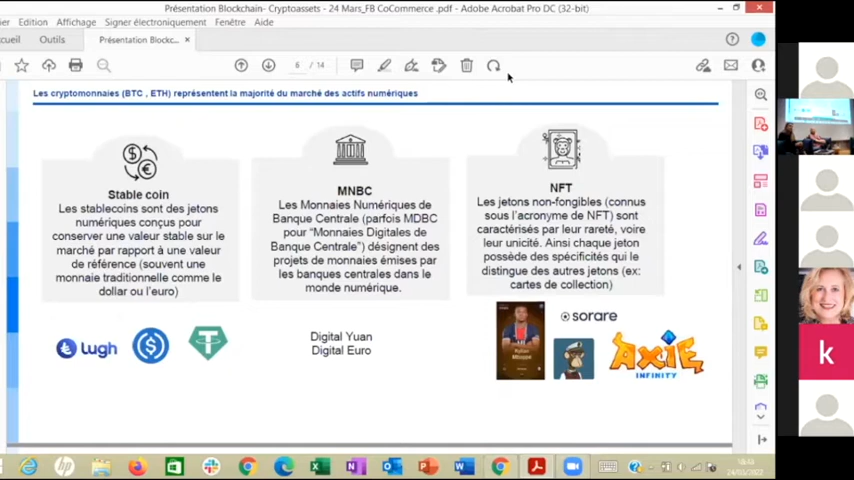 Présentation Blockchain- Cryptoassets - 24 Mars_FB CoCommerce .pdf - Adobe Acrobat Pro DC (32-bit)
Edition Affichage Signer électroniquement Fenêtre Aide
cueil Outils Présentation Blockc...
6 / 14
Les cryptomonnaies (BTC , ETH) représentent la majorité du marché des actifs numériques
Stable coin
Les stablecoins sont des jetons
numériques conçus pour
conserver une valeur stable sur le
marché par rapport à une valeur
de référence (souvent une
monnaie traditionnelle comme le
dollar ou l'euro)
lugh
MNBC
Les Monnaies Numériques de
Banque Centrale (parfois MDBC
pour "Monnaies Digitales de
Banque Centrale") désignent des
projets de monnaies émises par
les banques centrales dans le
monde numérique.
Digital Yuan
Digital Euro
NFT
Les jetons non-fongibles (connus
sous l'acronyme de NFT) sont
caractérisés par leur rareté, voire
leur unicité. Ainsi chaque jeton
possède des spécificités qui le
distingue des autres jetons (ex:
cartes de collection)
sorare
Kylian
Mbappé
AXIE
INFINITY
k
24/03/2022